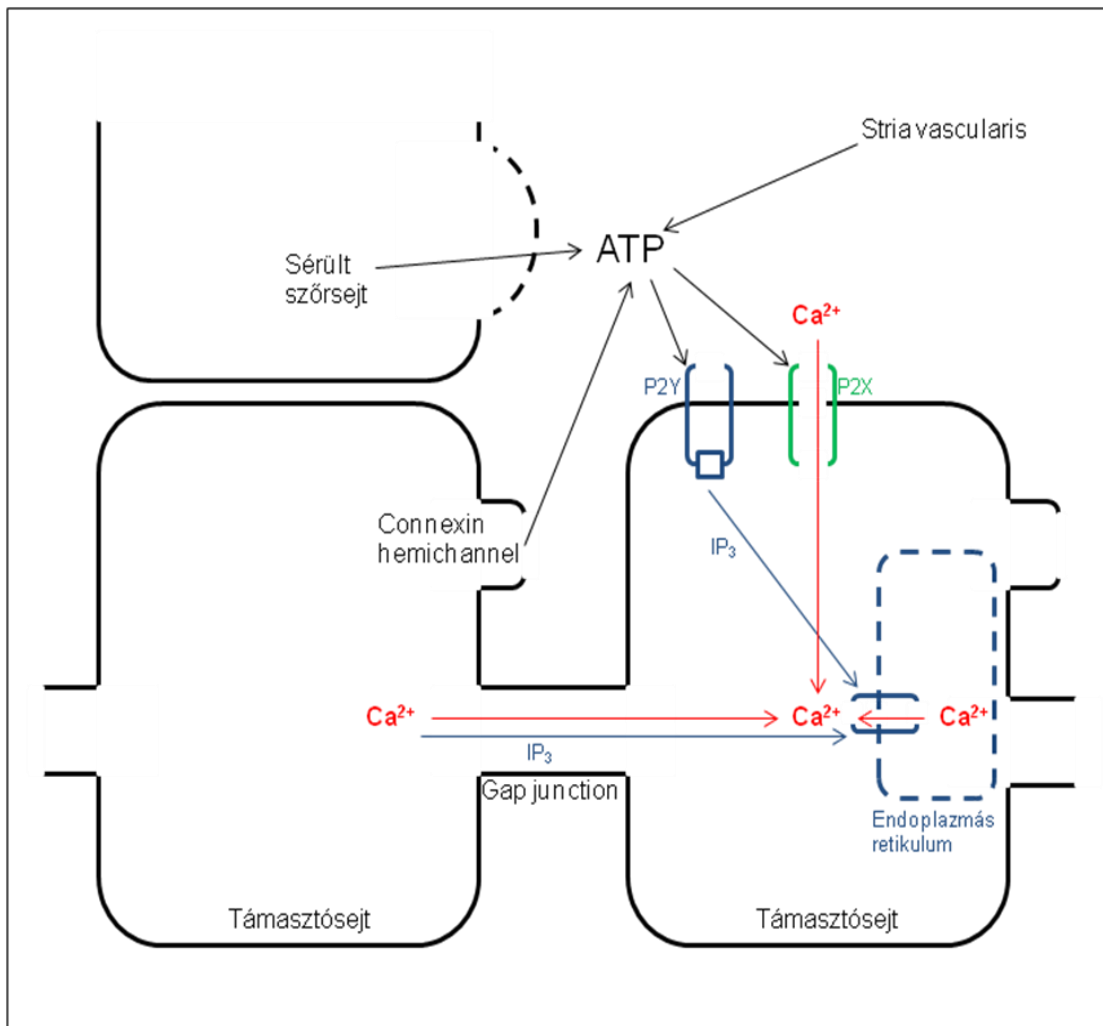 Stria vascularis
ATP
Sérült
szőrsejt
Ca²⁺
P2Y
P2X
Connexin
hemichannel
IP₃
Ca²⁺
Ca²⁺
Ca²⁺
IP₃
Gap junction
Endoplazmás
retikulum
Támasztósejt
Támasztósejt